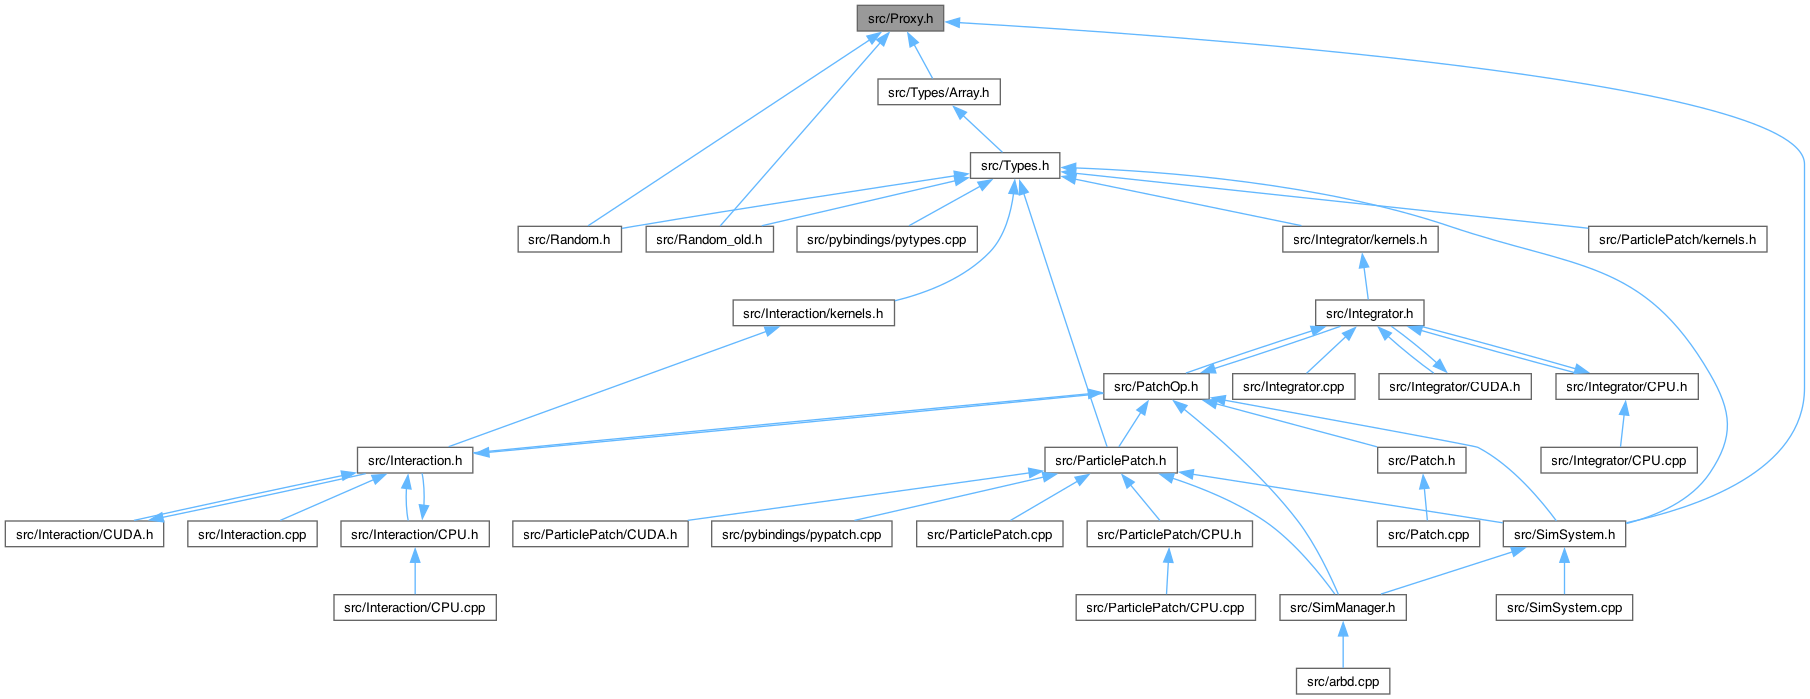 src/Proxy.h
src/Types/Array.h
src/Types.h
src/Random.h
src/Random_old.h
src/pybindings/pytypes.cpp
src/Integrator/kernels.h
src/ParticlePatch/kernels.h
src/Interaction/kernels.h
src/Integrator.h
src/PatchOp.h
src/Integrator.cpp
src/Integrator/CUDA.h
src/Integrator/CPU.h
src/Interaction.h
src/ParticlePatch.h
src/Patch.h
src/Integrator/CPU.cpp
src/Interaction/CUDA.h
src/Interaction.cpp
src/Interaction/CPU.h
src/ParticlePatch/CUDA.h
src/pybindings/pypatch.cpp
src/ParticlePatch.cpp
src/ParticlePatch/CPU.h
src/Patch.cpp
src/SimSystem.h
src/Interaction/CPU.cpp
src/ParticlePatch/CPU.cpp
src/SimManager.h
src/SimSystem.cpp
src/arbd.cpp